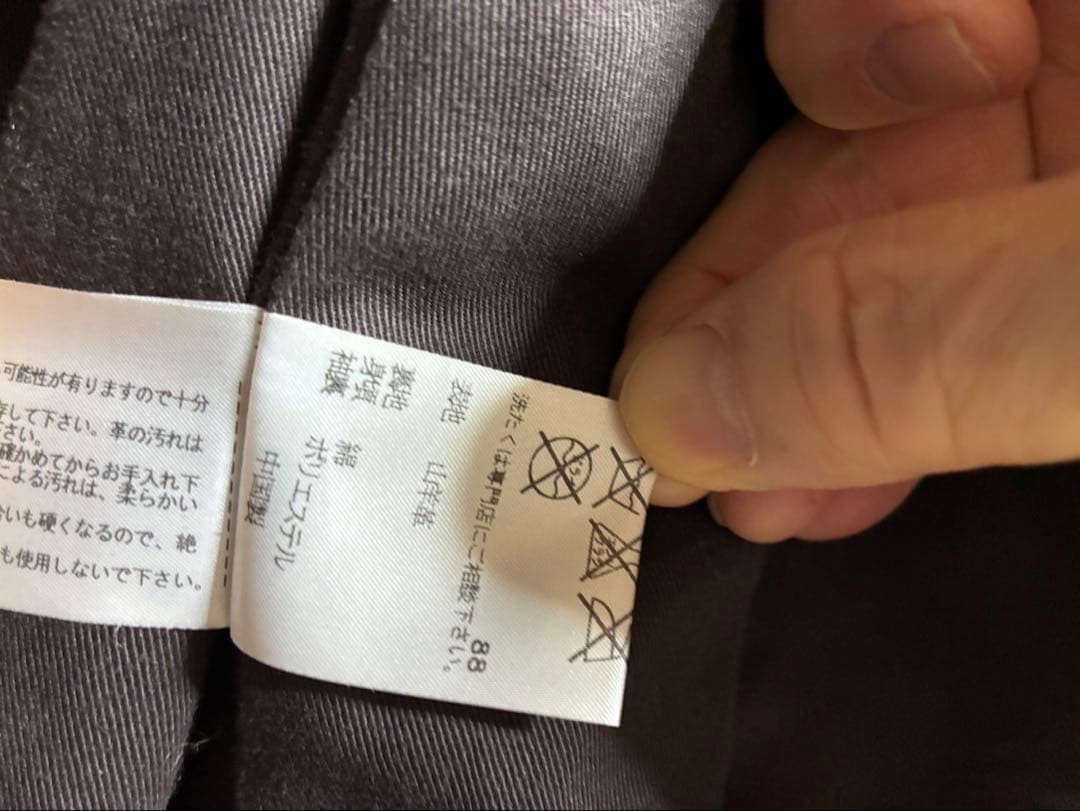 可能性が有りますので十分
して下さい。革の汚れは
さい。
確かめてからお手入れ下
による汚れは、柔らかい
いも硬くなるので、絶
も使用しないで下さい。
88
洗たくは専門店にご相談下さい。
表地 山羊革
裏地
身頃 綿
袖裏 ポリエステル
中国製